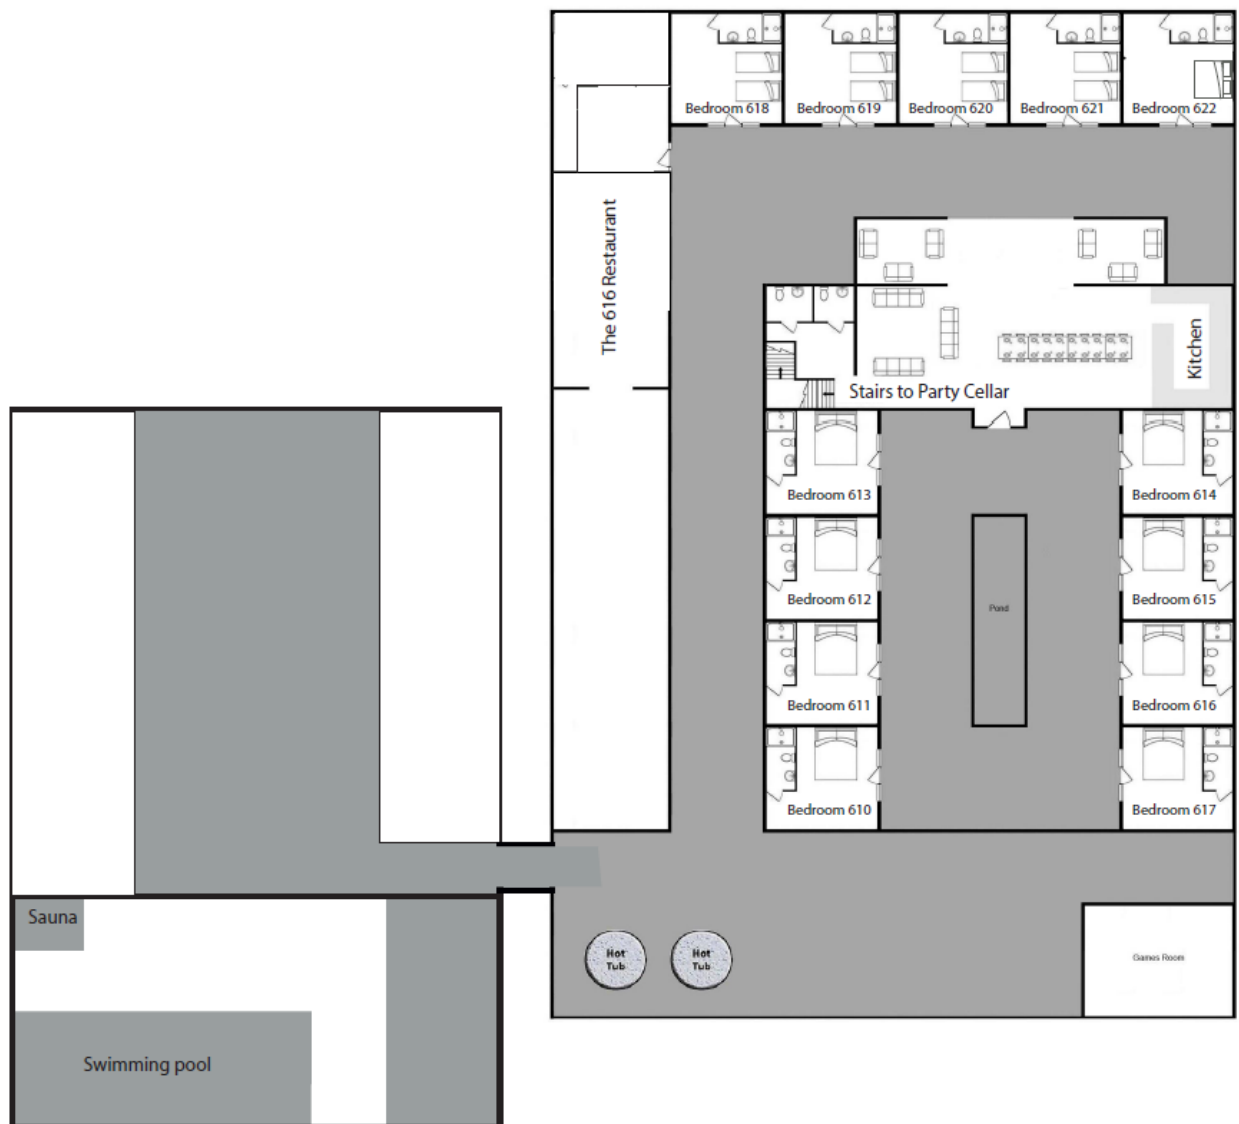 Bedroom 618
Bedroom 619
Bedroom 620
Bedroom 621
Bedroom 622
The 616 Restaurant
Kitchen
Stairs to Party Cellar
Bedroom 613
Bedroom 614
Bedroom 612
Pond
Bedroom 615
Bedroom 611
Bedroom 616
Bedroom 610
Bedroom 617
Sauna
Hot
Tub
Hot
Tub
Games Room
Swimming pool